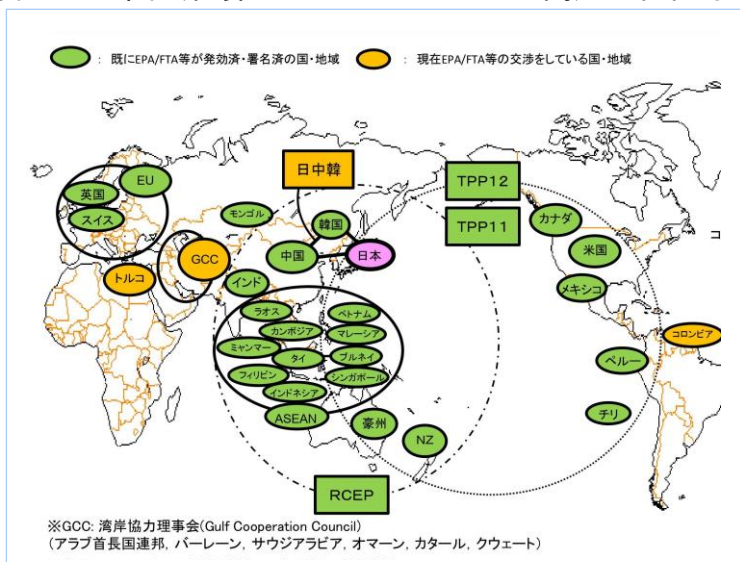 ： 既にEPA/FTA等が発効済・署名済の国・地域
： 現在EPA/FTA等の交渉をしている国・地域
日中韓
TPP12
TPP11
EU
英国
スイス
モンゴル
韓国
中国
日本
カナダ
米国
メキシコ
GCC
トルコ
インド
ラオス
ベトナム
カンボジア
マレーシア
ミャンマー
タイ
ブルネイ
フィリピン
シンガポール
インドネシア
ASEAN
豪州
NZ
コロンビア
ペルー
チリ
RCEP
※GCC: 湾岸協力理事会(Gulf Cooperation Council)
(アラブ首長国連邦，バーレーン，サウジアラビア，オマーン，カタール，クウェート)